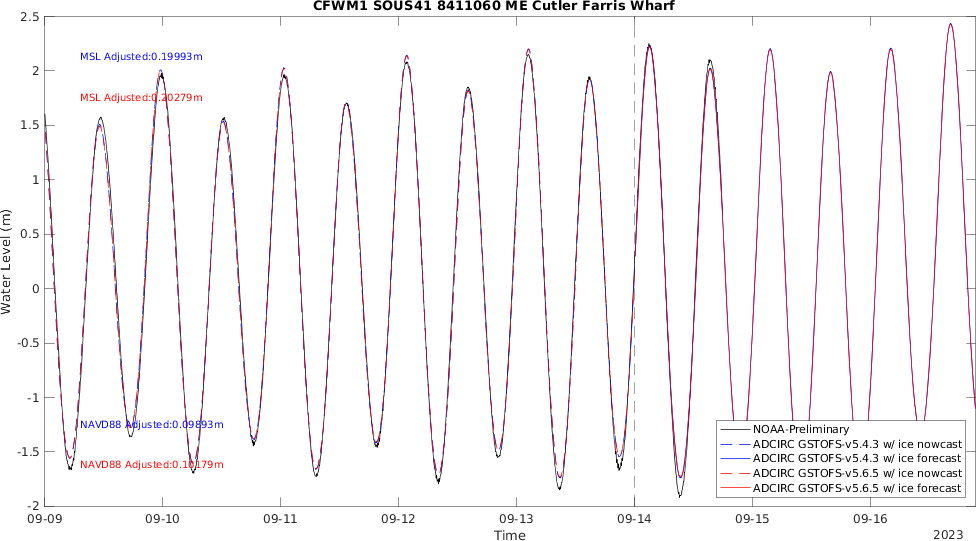 CFWM1 SOUS41 8411060 ME Cutler Farris Wharf
2.5
2
1.5
1
0.5
0
-0.5
-1
-1.5
-2
Water Level (m)
MSL Adjusted:0.19993m
MSL Adjusted:0.20279m
NAVD88 Adjusted:0.09893m
NAVD88 Adjusted:0.10179m
NOAA-Preliminary
ADCIRC GSTOFS-v5.4.3 w/ ice nowcast
ADCIRC GSTOFS-v5.4.3 w/ ice forecast
ADCIRC GSTOFS-v5.6.5 w/ ice nowcast
ADCIRC GSTOFS-v5.6.5 w/ ice forecast
09-09 09-10 09-11 09-12 09-13 09-14 09-15 09-16
Time
2023